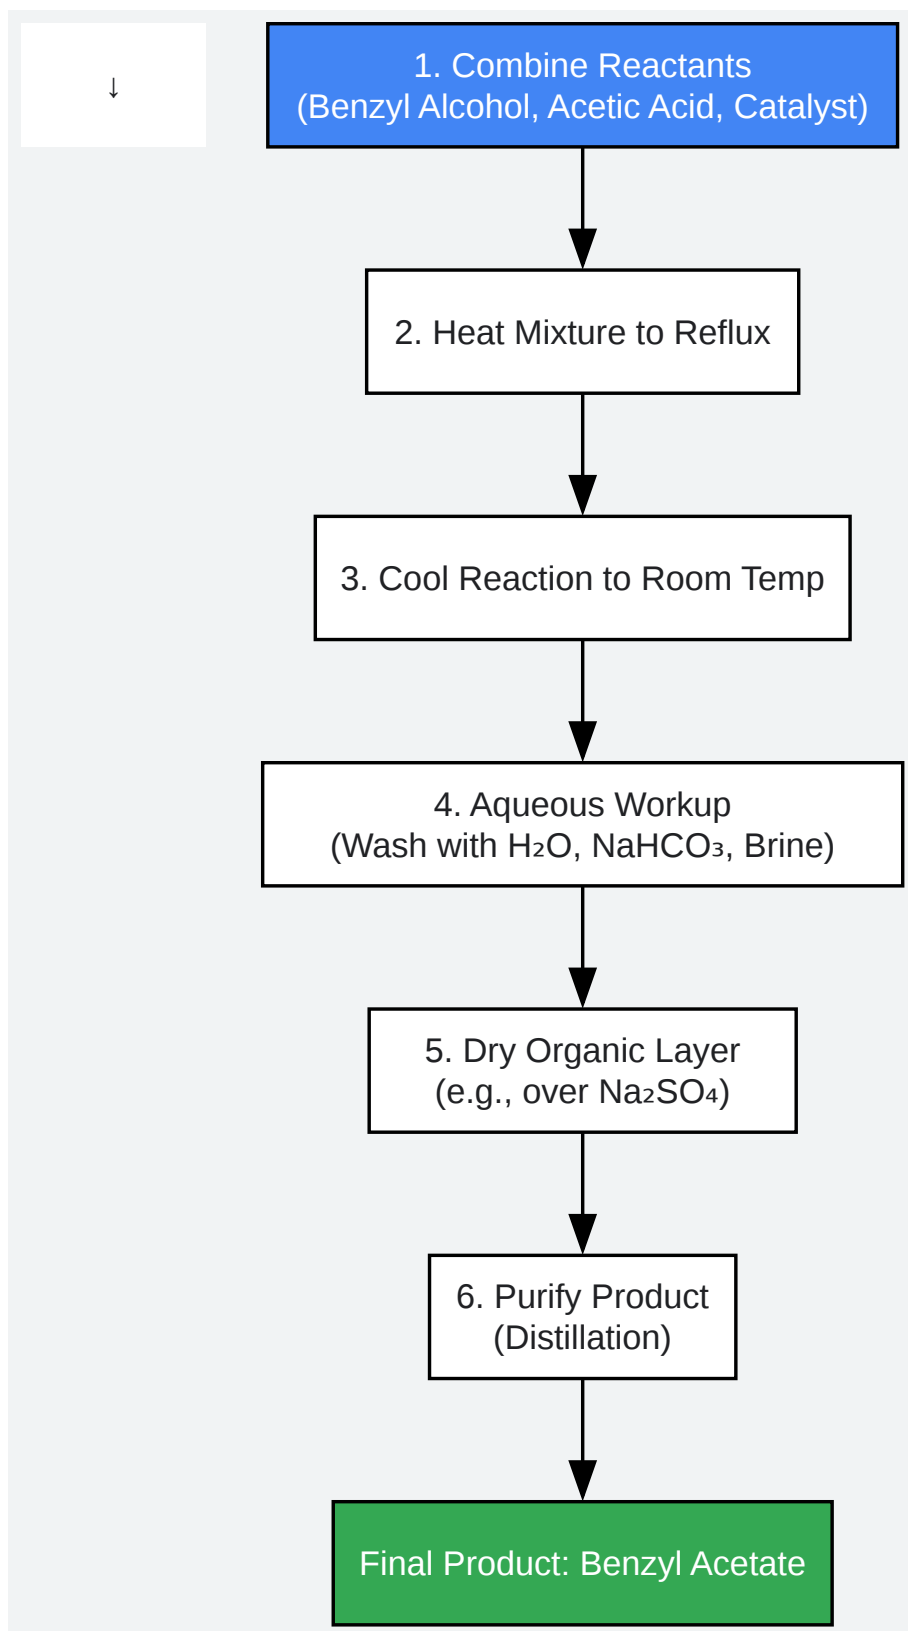 ↓
1. Combine Reactants
(Benzyl Alcohol, Acetic Acid, Catalyst)
2. Heat Mixture to Reflux
3. Cool Reaction to Room Temp
4. Aqueous Workup
(Wash with H₂O, NaHCO₃, Brine)
5. Dry Organic Layer
(e.g., over Na₂SO₄)
6. Purify Product
(Distillation)
Final Product: Benzyl Acetate